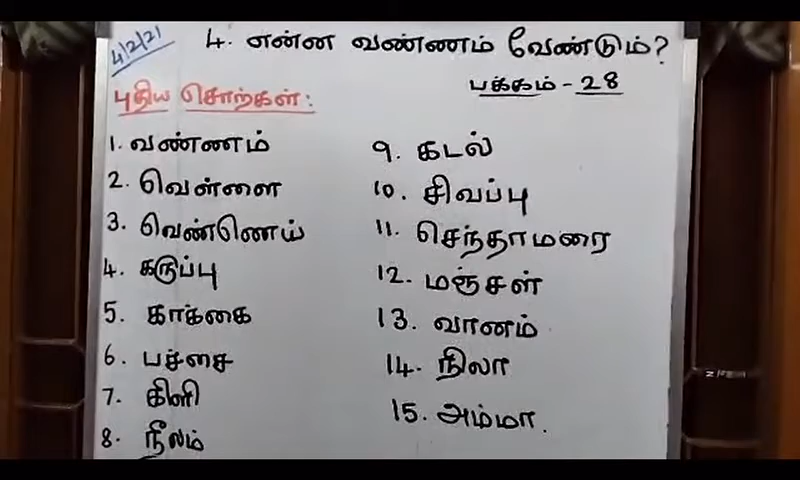 4/2/21
4. என்ன வண்ணம் வேண்டும்?
பக்கம் - 28
புதிய சொற்கள்:
1. வண்ணம்
2. வெள்ளை
3. வெண்ணெய்
4. கருப்பு
5. காக்கை
6. பச்சை
7. கிளி
8. நீலம்
9. கடல்
10. சிவப்பு
11. செந்தாமரை
12. மஞ்சள்
13. வானம்
14. நிலா
15. அம்மா.